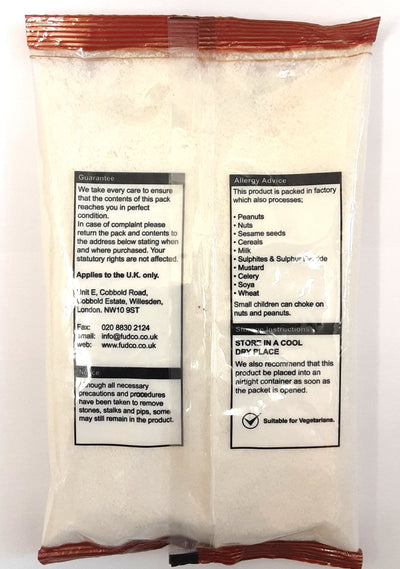 Guarantee
We take every care to ensure
that the contents of this pack
reaches you in perfect
condition.
In case of complaint please
return the pack and contents to
the address below stating when
and where purchased. Your
statutory rights are not affected.
Applies to the U.K. only.
Unit E, Cobbold Road,
Cobbold Estate, Willesden,
London. NW10 9ST
Fax: 020 8830 2124
email: info@fudco.co.uk
web: www.fudco.co.uk
Notice
Although all necessary
precautions and procedures
have been taken to remove
stones, stalks and pips, some
may still remain in the product.
Allergy Advice
This product is packed in factory
which also processes;
• Peanuts
• Nuts
• Sesame seeds
• Cereals
• Milk
• Sulphites & Sulphur Dioxide
• Mustard
• Celery
• Soya
• Wheat
Small children can choke on
nuts and peanuts.
Storage Instructions
STORE IN A COOL
DRY PLACE
We also recommend that this
product be placed into an
airtight container as soon as
the packet is opened.
Suitable for Vegetarians.